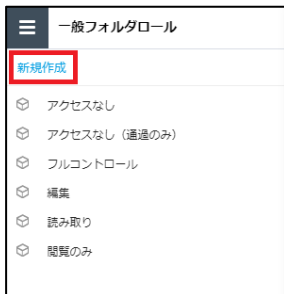 一般フォルダロール
新規作成
アクセスなし
アクセスなし（通過のみ）
フルコントロール
編集
読み取り
閲覧のみ